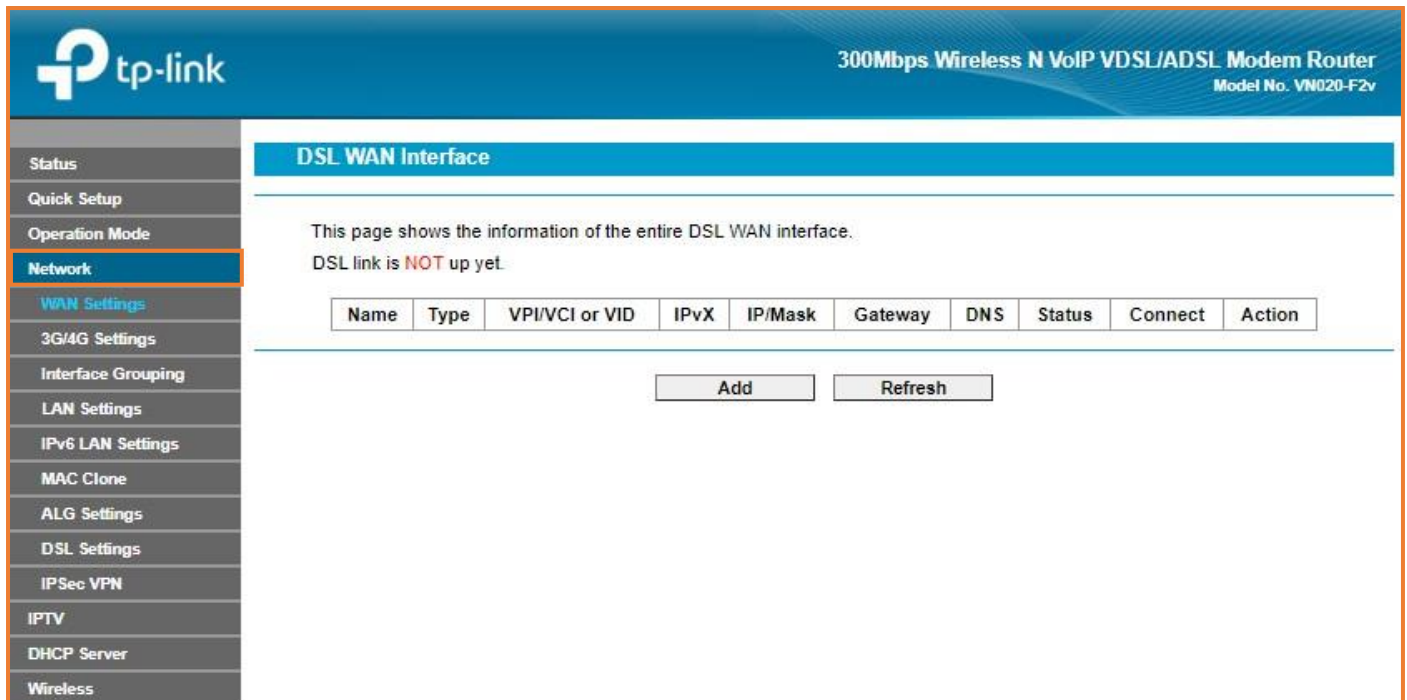 tp-link
300Mbps Wireless N VoIP VDSL/ADSL Modem Router
Model No. VN020-F2v
Status
Quick Setup
Operation Mode
Network
WAN Settings
3G/4G Settings
Interface Grouping
LAN Settings
IPv6 LAN Settings
MAC Clone
ALG Settings
DSL Settings
IPSec VPN
IPTV
DHCP Server
Wireless
DSL WAN Interface
This page shows the information of the entire DSL WAN interface.
DSL link is NOT up yet.
Name Type VPI/VCI or VID IPvX IP/Mask Gateway DNS Status Connect Action
Add Refresh